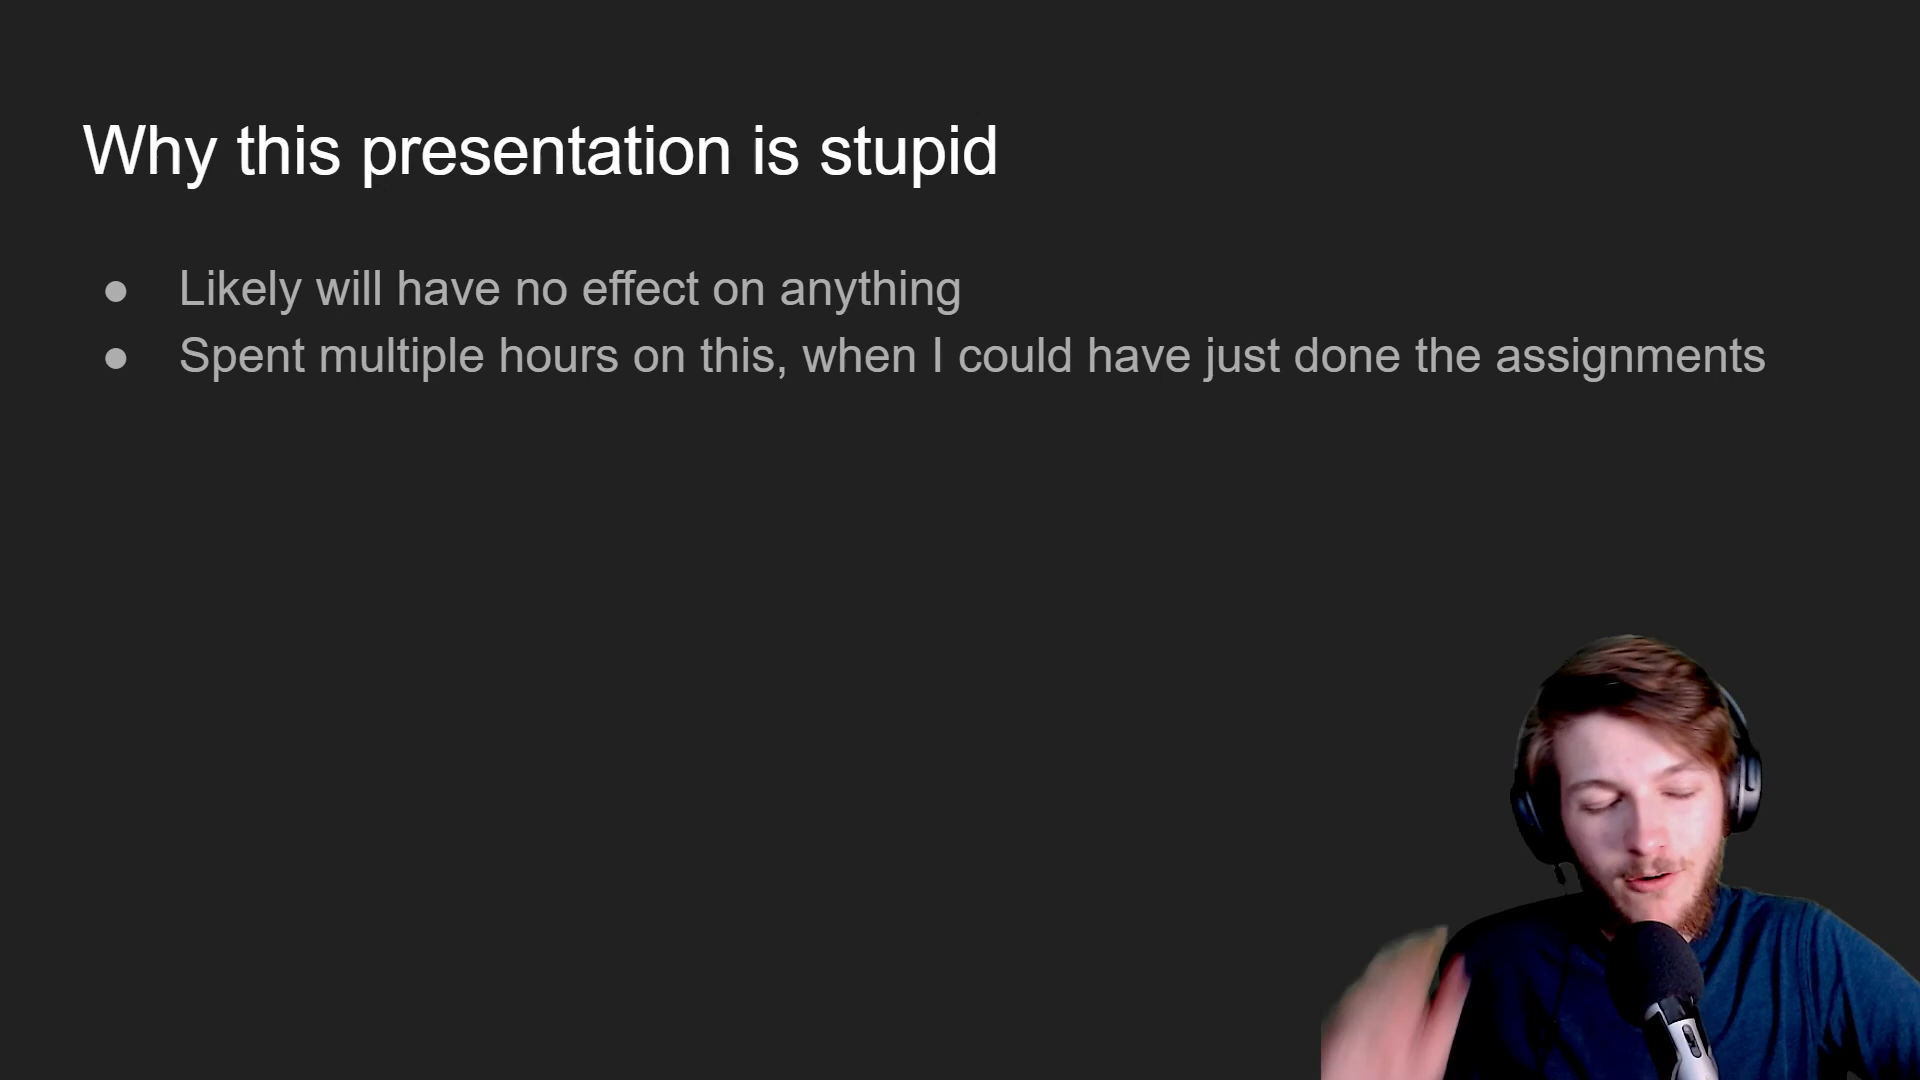 Why this presentation is stupid
● Likely will have no effect on anything
● Spent multiple hours on this, when I could have just done the assignments